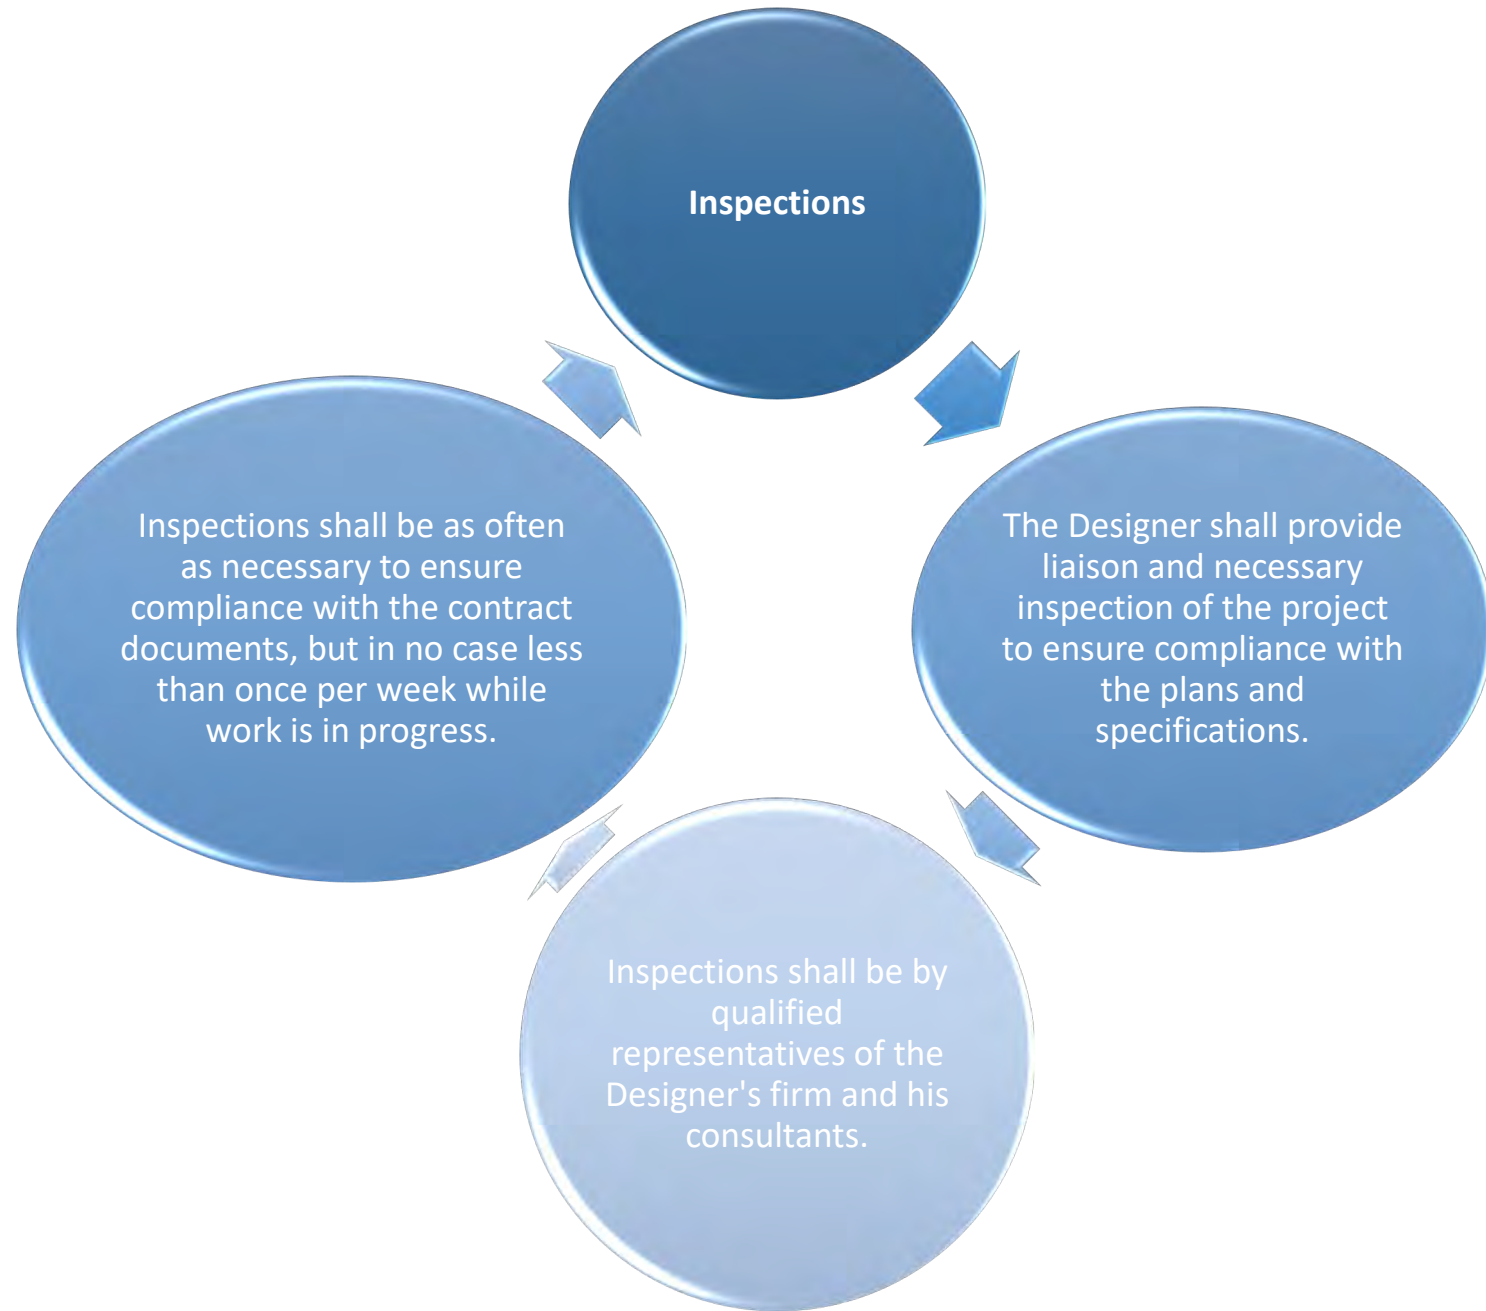 Inspections
The Designer shall provide
liaison and necessary
inspection of the project
to ensure compliance with
the plans and
specifications.
Inspections shall be by
qualified
representatives of the
Designer's firm and his
consultants.
Inspections shall be as often
as necessary to ensure
compliance with the contract
documents, but in no case less
than once per week while
work is in progress.